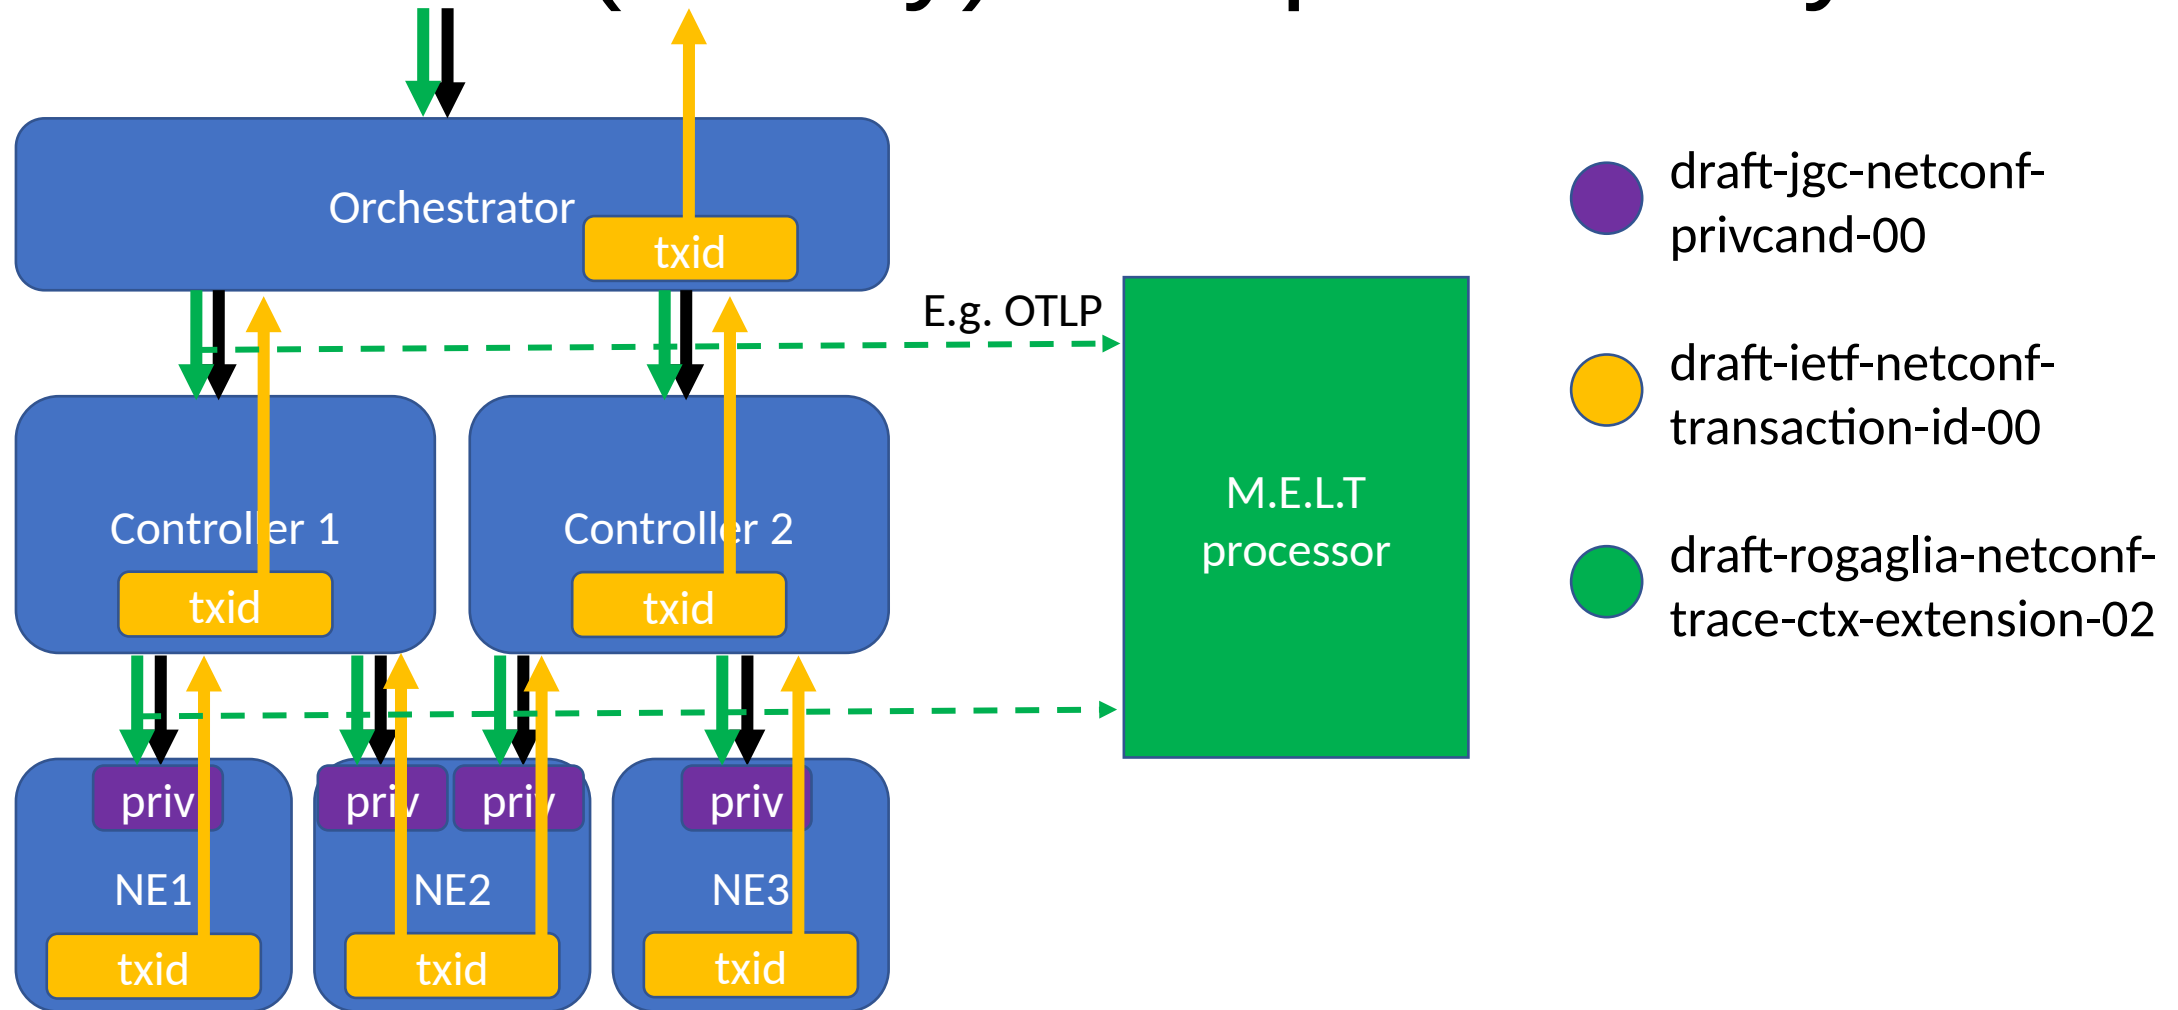 Orchestrator
txid
E.g. OTLP
Controller 1
txid
Controller 2
txid
M.E.L.T
processor
priv
NE1
txid
priv
priv
NE2
txid
priv
NE3
txid
draft-jgc-netconf-
privcand-00
draft-ietf-netconf-
transaction-id-00
draft-rogaglia-netconf-
trace-ctx-extension-02